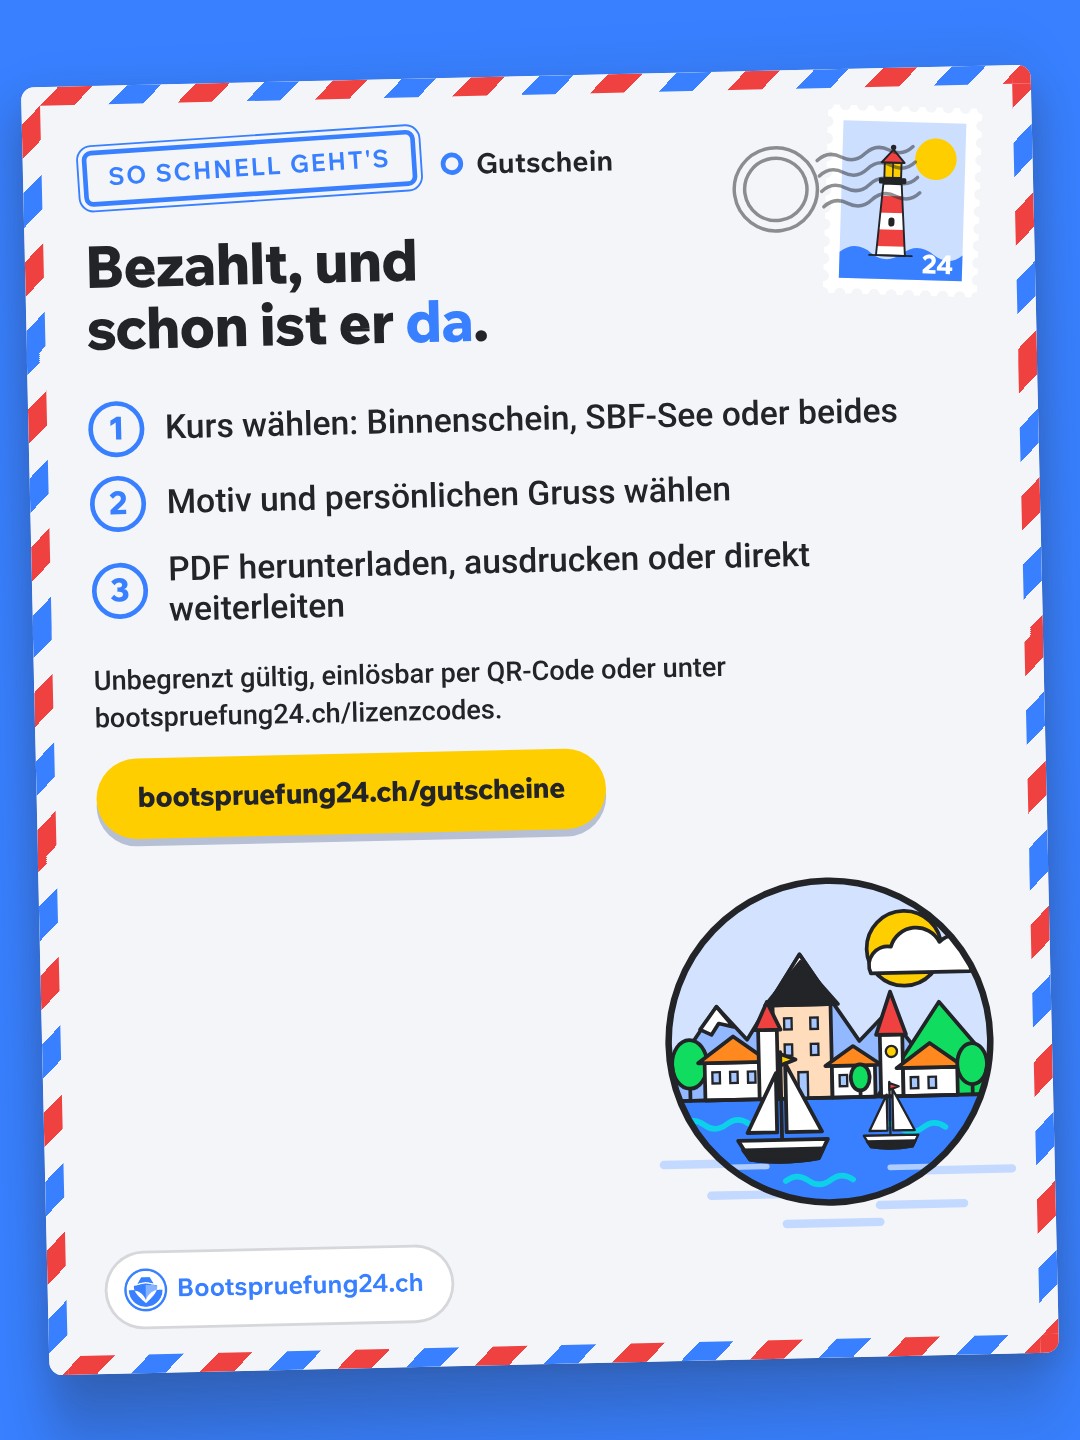 SO SCHNELL GEHT'S
Gutschein
24
Bezahlt, und
schon ist er da.
1 Kurs wählen: Binnenschein, SBF-See oder beides
2 Motiv und persönlichen Gruss wählen
3 PDF herunterladen, ausdrucken oder direkt
weiterleiten
Unbegrenzt gültig, einlösbar per QR-Code oder unter
bootspruefung24.ch/lizenzcodes.
bootspruefung24.ch/gutscheine
Bootspruefung24.ch